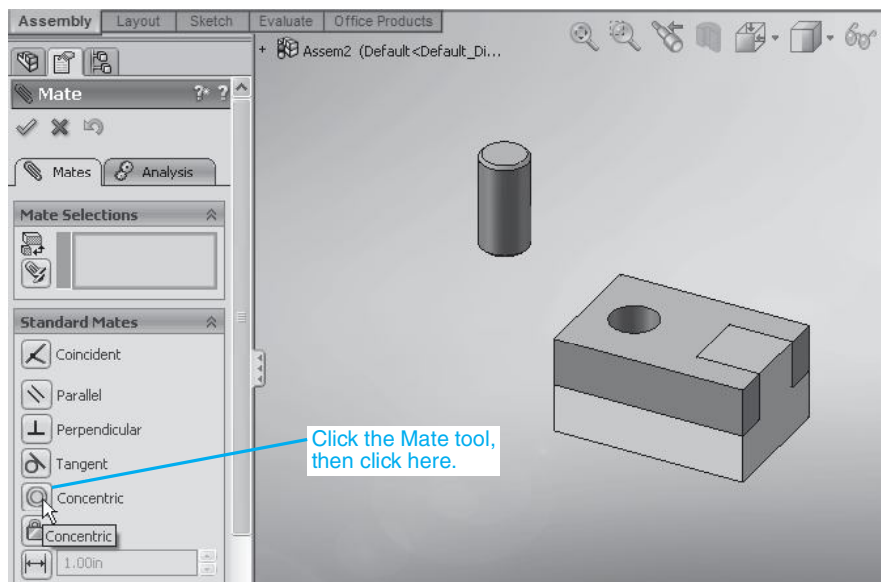 Assembly Layout Sketch Evaluate Office Products
+ Assem2 (Default<Default_Di...
Mate ? ?
Mates Analysis
Mate Selections
Standard Mates
Coincident
Parallel
Perpendicular
Click the Mate tool,
then click here.
Tangent
Concentric
Concentric
1.00in